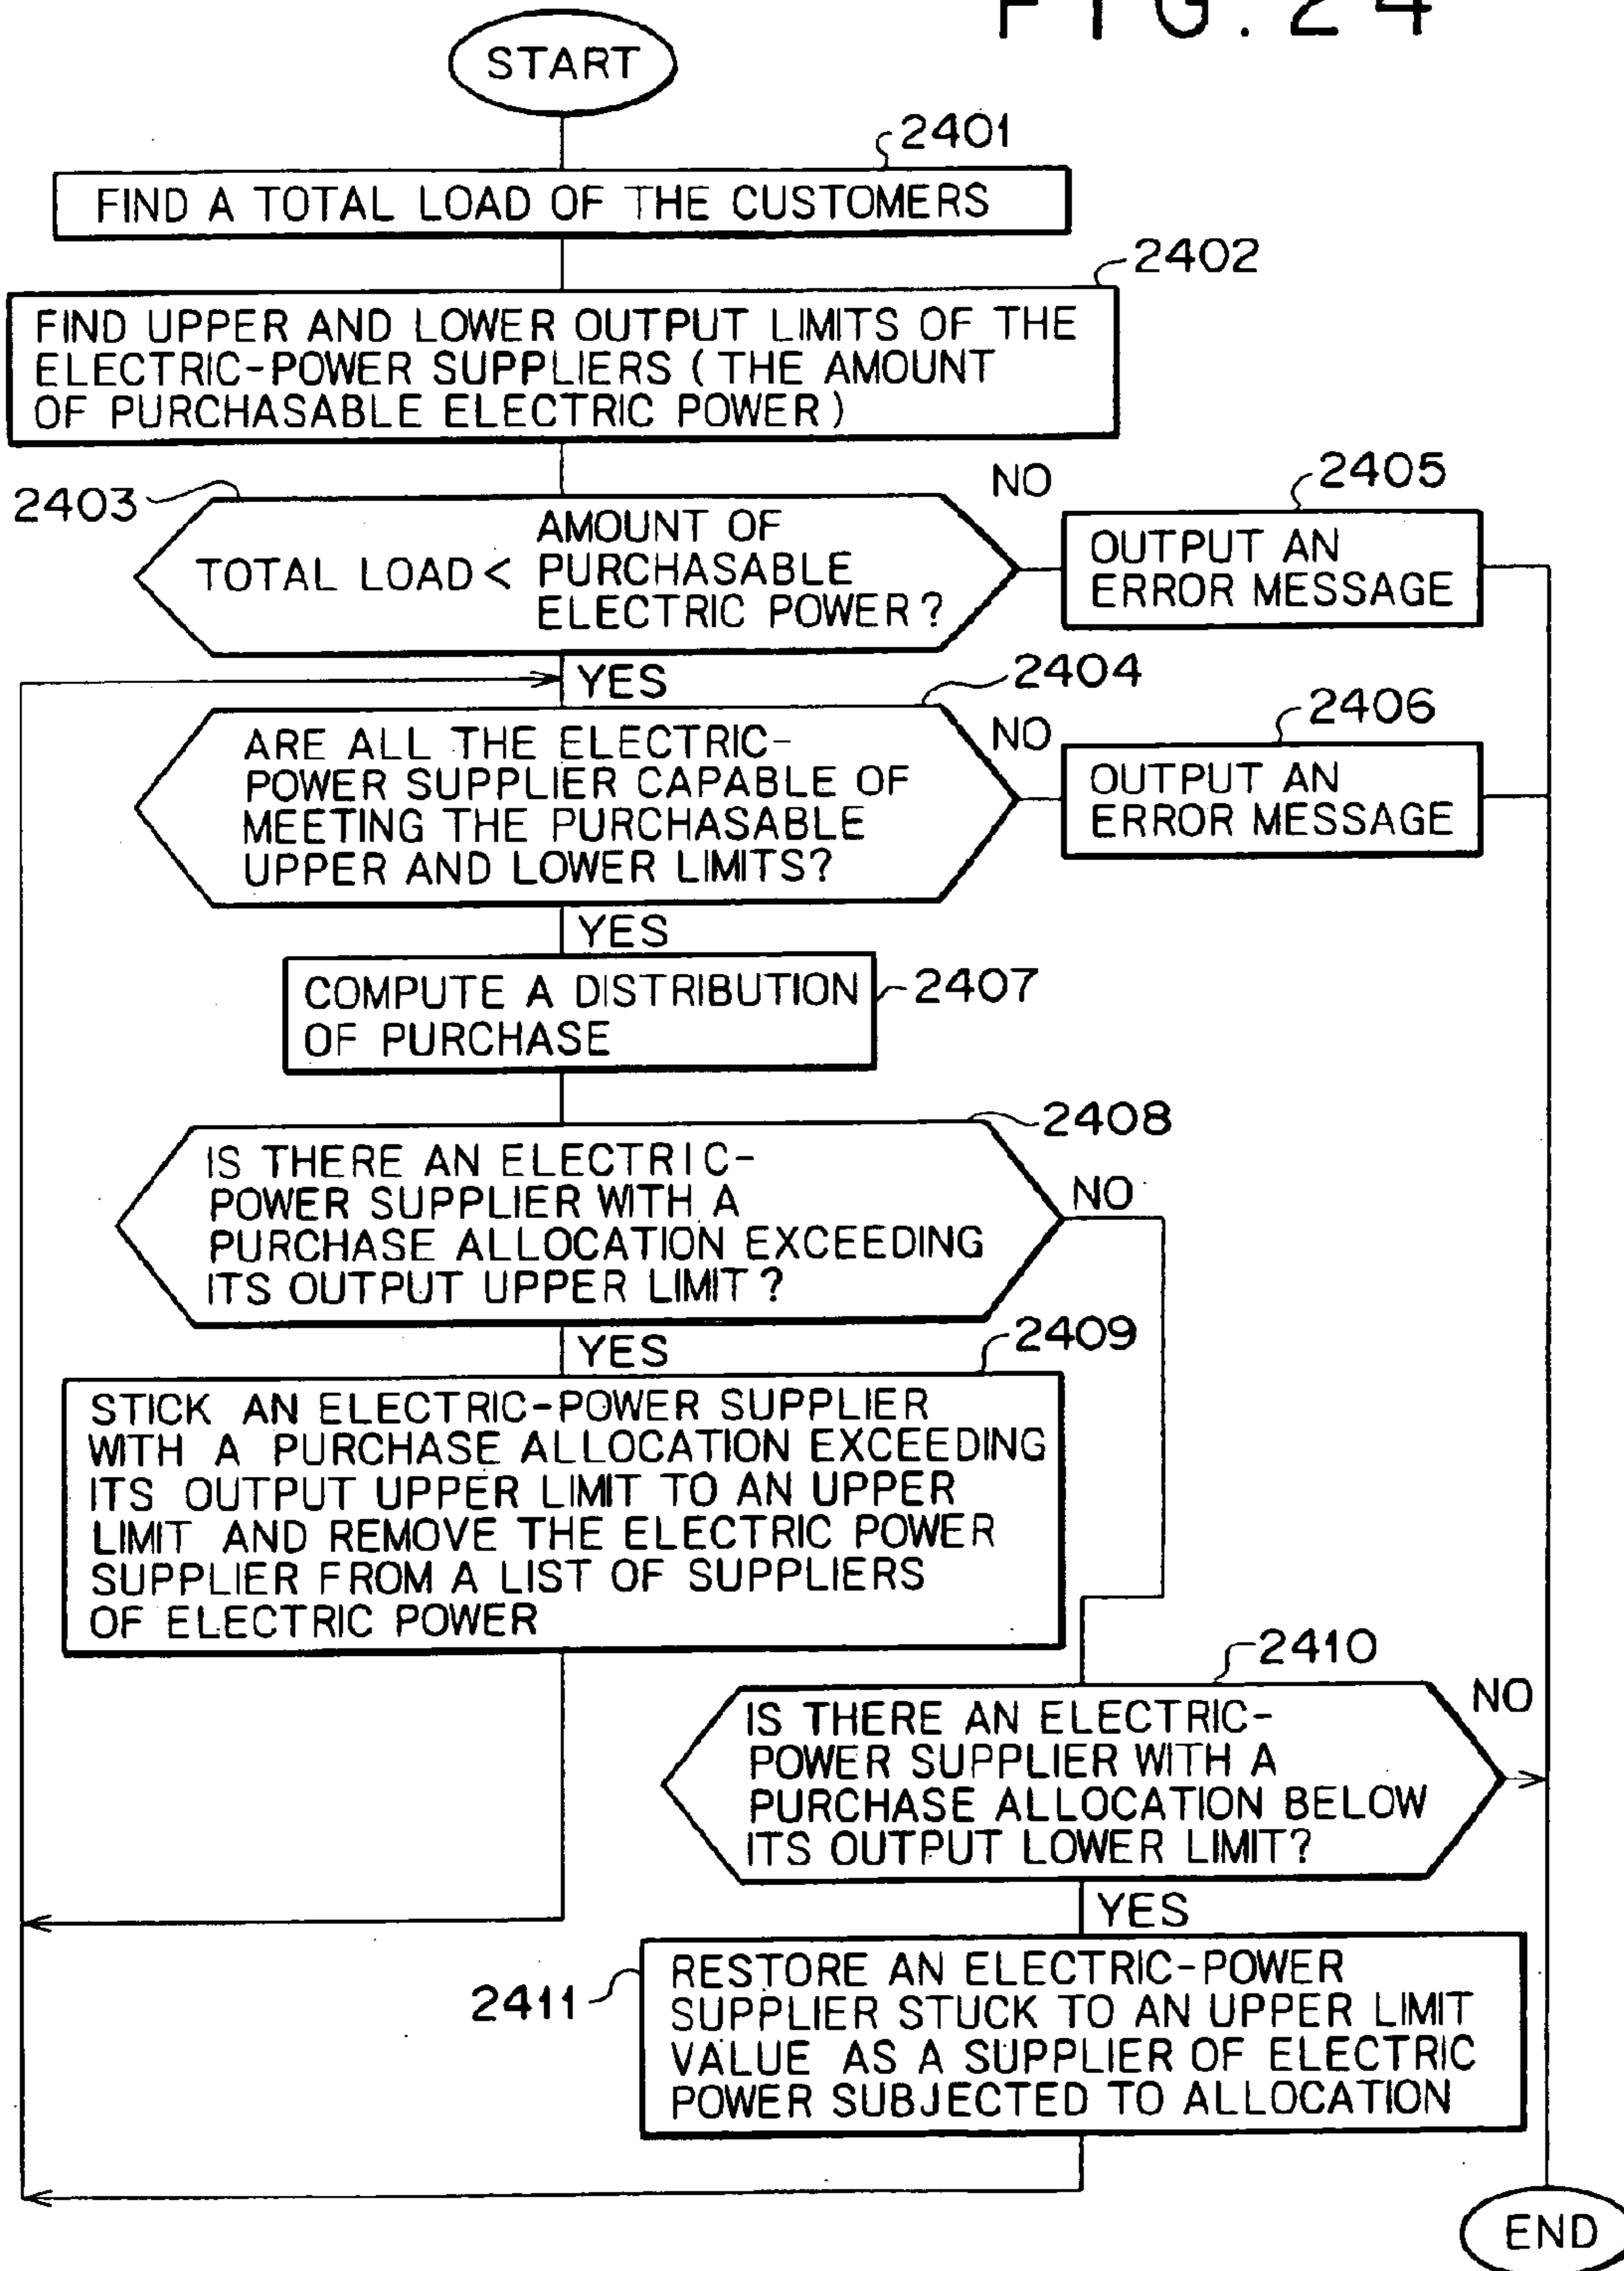 FIG. 24
START
2401
FIND A TOTAL LOAD OF THE CUSTOMERS
2402
FIND UPPER AND LOWER OUTPUT LIMITS OF THE
ELECTRIC-POWER SUPPLIERS (THE AMOUNT
OF PURCHASABLE ELECTRIC POWER)
2403
TOTAL LOAD <
AMOUNT OF
PURCHASABLE
ELECTRIC POWER?
NO
2405
OUTPUT AN
ERROR MESSAGE
YES
2404
ARE ALL THE ELECTRIC-
POWER SUPPLIER CAPABLE OF
MEETING THE PURCHASABLE
UPPER AND LOWER LIMITS?
NO
2406
OUTPUT AN
ERROR MESSAGE
YES
COMPUTE A DISTRIBUTION
OF PURCHASE
2407
2408
IS THERE AN ELECTRIC-
POWER SUPPLIER WITH A
PURCHASE ALLOCATION EXCEEDING
ITS OUTPUT UPPER LIMIT?
NO
YES
2409
STICK AN ELECTRIC-POWER SUPPLIER
WITH A PURCHASE ALLOCATION EXCEEDING
ITS OUTPUT UPPER LIMIT TO AN UPPER
LIMIT AND REMOVE THE ELECTRIC POWER
SUPPLIER FROM A LIST OF SUPPLIERS
OF ELECTRIC POWER
2410
IS THERE AN ELECTRIC-
POWER SUPPLIER WITH A
PURCHASE ALLOCATION BELOW
ITS OUTPUT LOWER LIMIT?
NO
YES
2411
RESTORE AN ELECTRIC-POWER
SUPPLIER STUCK TO AN UPPER LIMIT
VALUE AS A SUPPLIER OF ELECTRIC
POWER SUBJECTED TO ALLOCATION
END